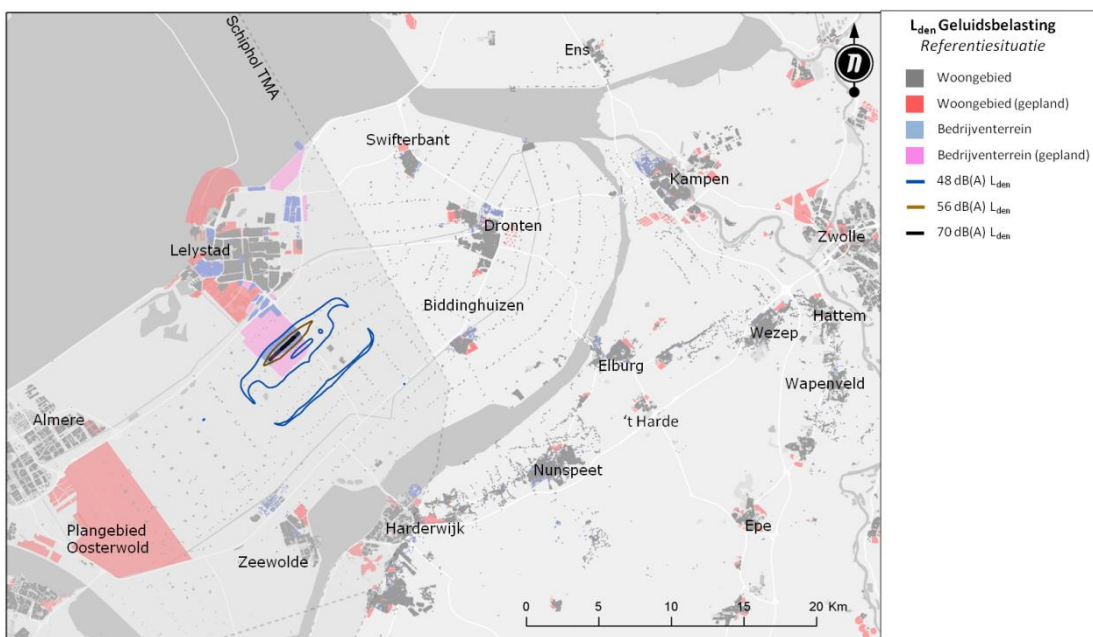 Schiphol TMA
Ens
Swifterbant
Kampen
Dronten
Zwolle
Lelystad
Biddinghuizen
Hattem
Wezep
Elburg
Wapenveld
Almere
't Harde
Nunspeet
Plangebied
Oosterwold
Harderwijk
Epe
Zeewolde
0 5 10 15 20 Km
n
Lden Geluidsbelasting
Referentiesituatie
Woongebied
Woongebied (gepland)
Bedrijventerrein
Bedrijventerrein (gepland)
48 dB(A) Lden
56 dB(A) Lden
70 dB(A) Lden